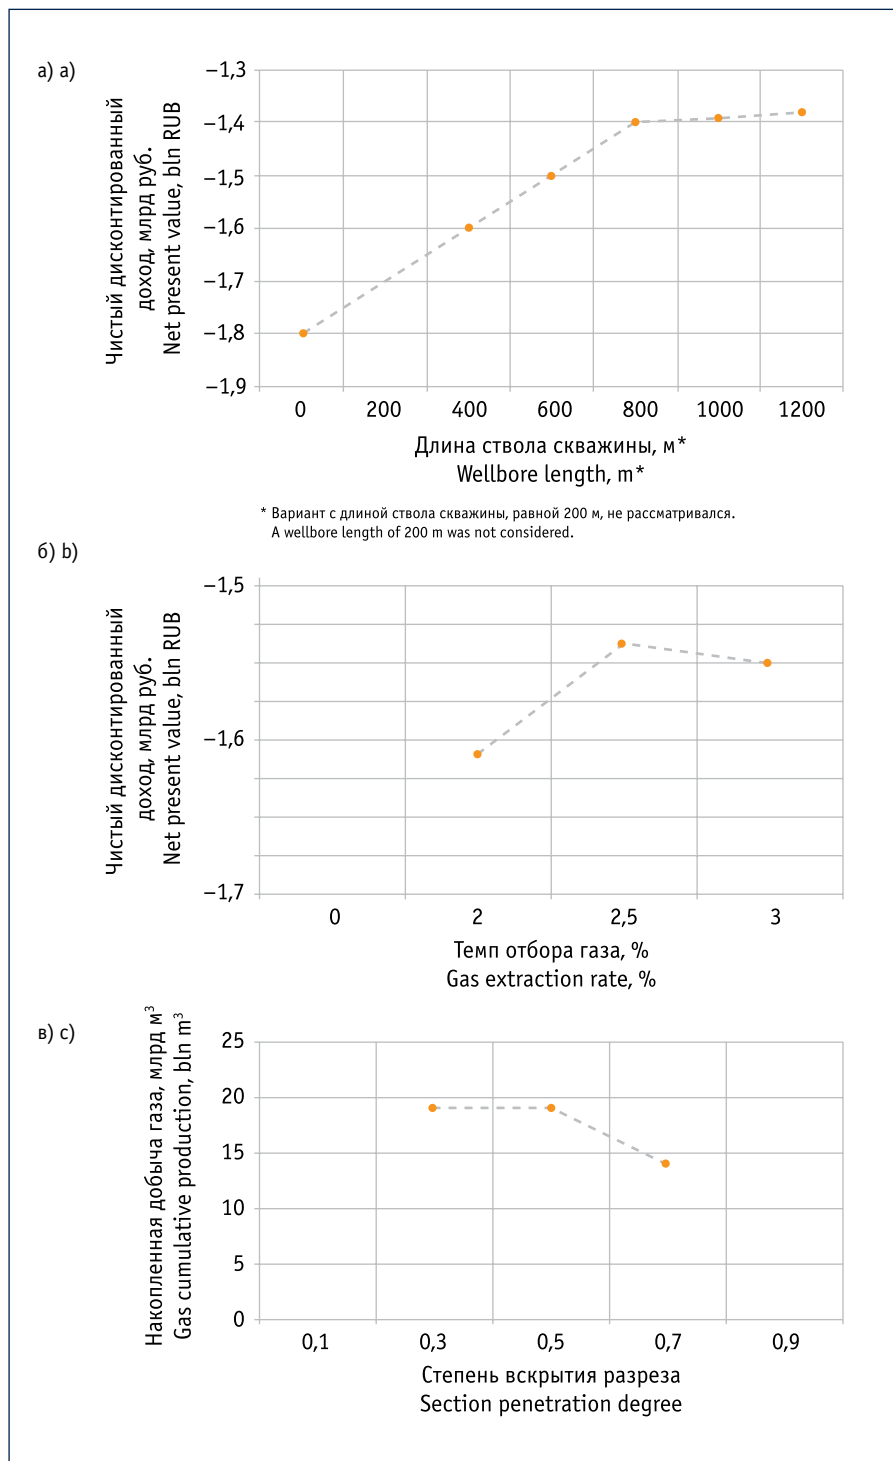 а) a)
Чистый дисконтированный
доход, млрд руб.
Net present value, bln RUB
–1,3
–1,4
–1,5
–1,6
–1,7
–1,8
–1,9
0 200 400 600 800 1000 1200
Длина ствола скважины, м*
Wellbore length, m*
* Вариант с длиной ствола скважины, равной 200 м, не рассматривался.
A wellbore length of 200 m was not considered.
б) b)
Чистый дисконтированный
доход, млрд руб.
Net present value, bln RUB
–1,5
–1,6
–1,7
0 2 2,5 3
Темп отбора газа, %
Gas extraction rate, %
в) c)
Накопленная добыча газа, млрд м³
Gas cumulative production, bln m³
25
20
15
10
5
0
0,1 0,3 0,5 0,7 0,9
Степень вскрытия разреза
Section penetration degree